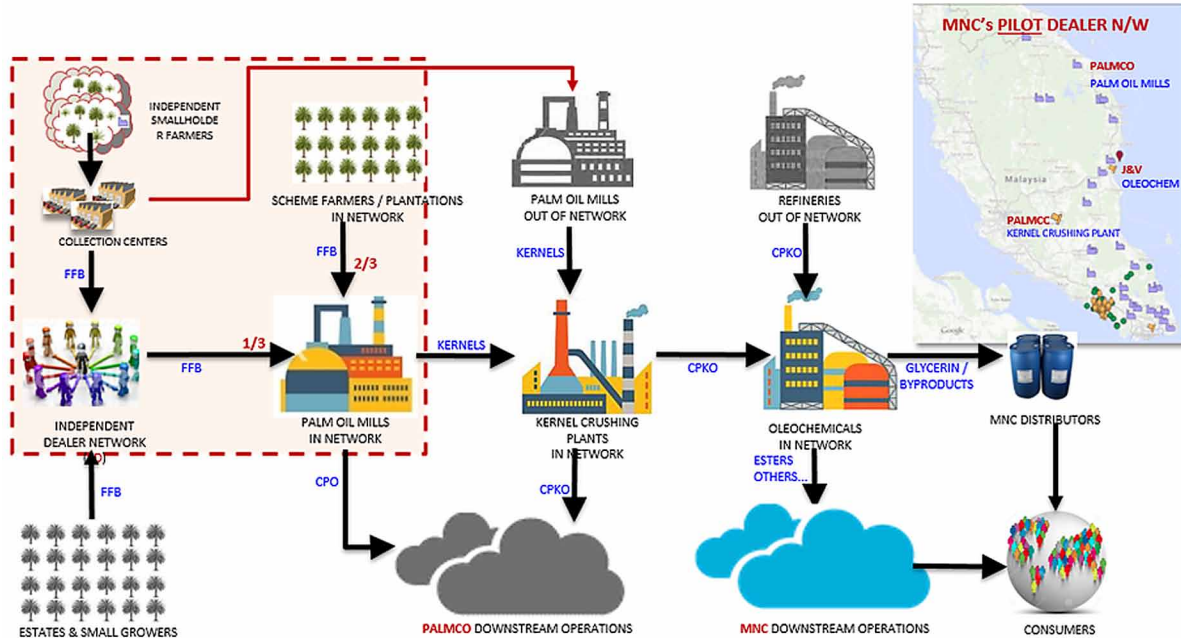 MNC's PILOT DEALER N/W
PALMCO
PALM OIL MILLS
Malaysia
J&V
OLEOCHEM
PALMCC
KERNEL CRUSHING PLANT
Google
INDEPENDENT
SMALLHOLDE
R FARMERS
COLLECTION CENTERS
SCHEME FARMERS / PLANTATIONS
IN NETWORK
PALM OIL MILLS
OUT OF NETWORK
REFINERIES
OUT OF NETWORK
FFB
FFB
2/3
KERNELS
CPKO
1/3
FFB
KERNELS
CPKO
GLYCERIN /
BYPRODUCTS
INDEPENDENT
DEALER NETWORK
PALM OIL MILLS
IN NETWORK
KERNEL CRUSHING
PLANTS
IN NETWORK
OLEOCHEMICALS
IN NETWORK
MNC DISTRIBUTORS
FFB
CPO
CPKO
ESTERS
OTHERS...
ESTATES & SMALL GROWERS
PALMCO DOWNSTREAM OPERATIONS
MNC DOWNSTREAM OPERATIONS
CONSUMERS